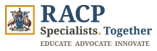 RACP
Specialists. Together
EDUCATE ADVOCATE INNOVATE